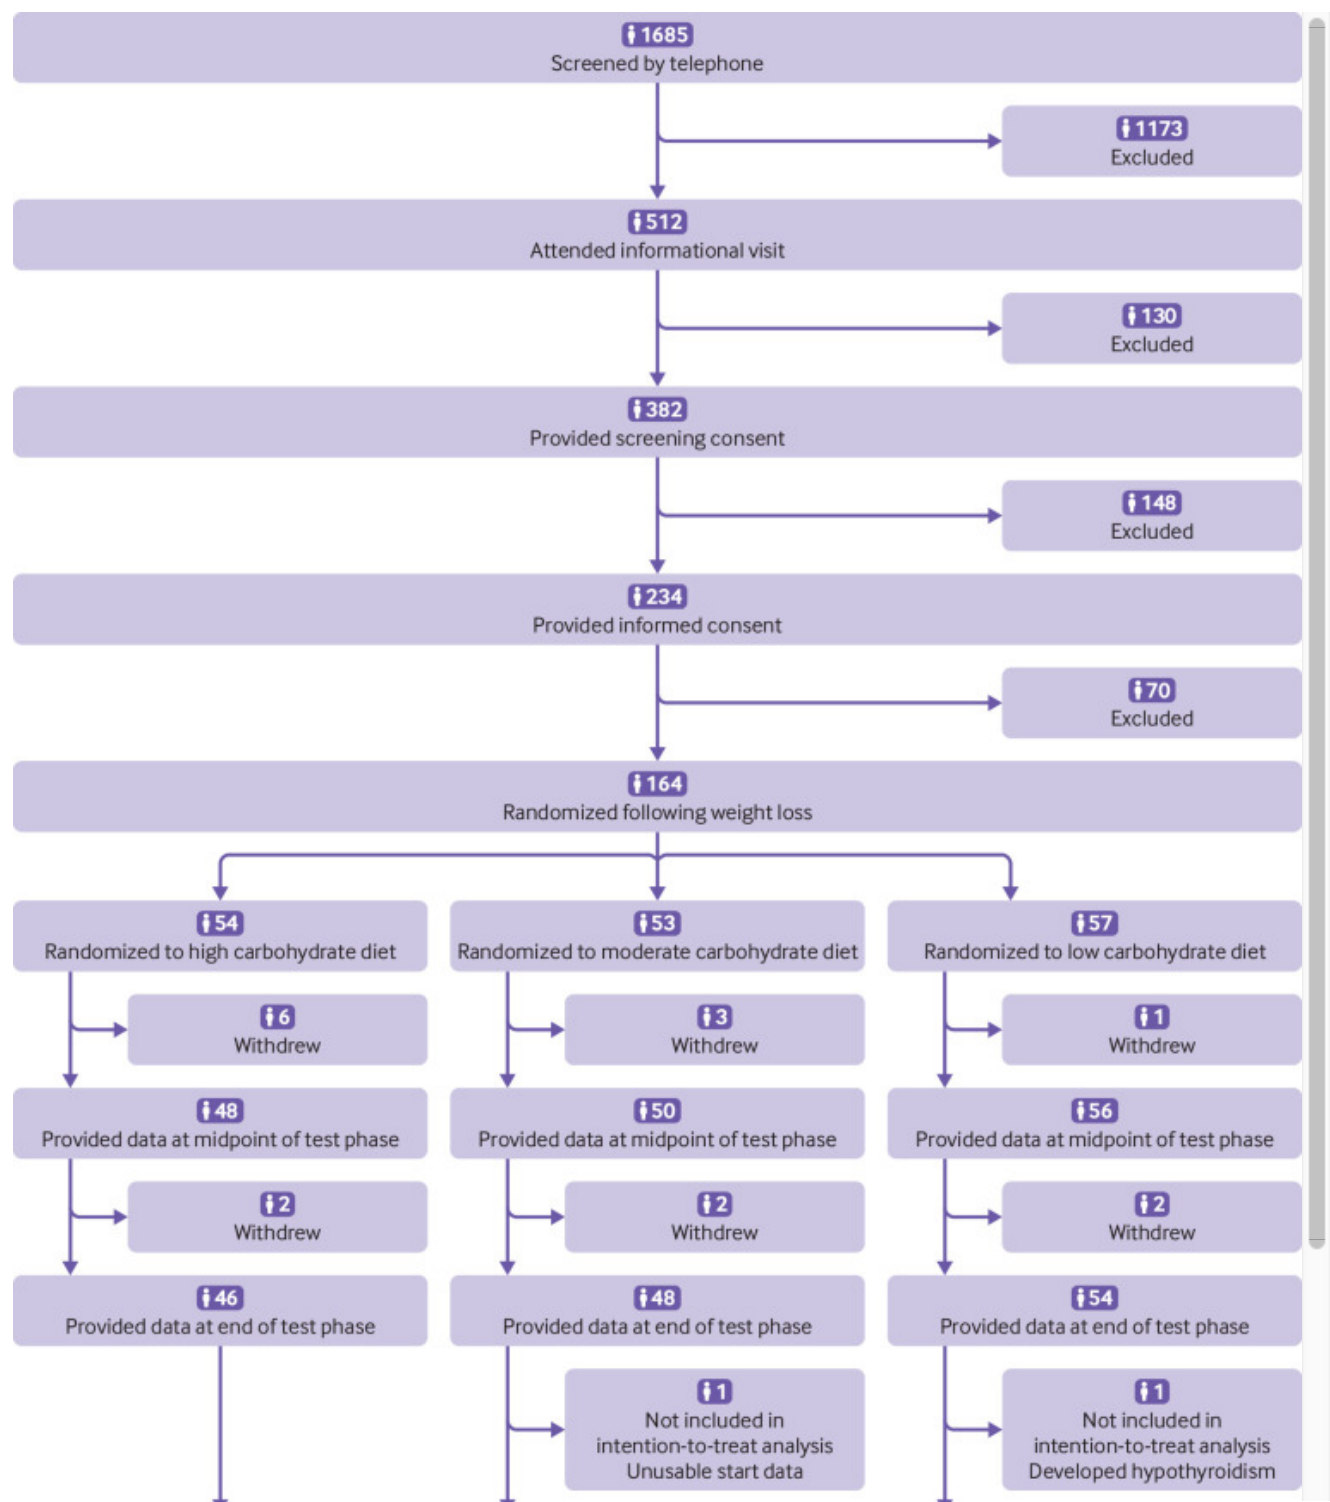 1685
Screened by telephone
1173
Excluded
512
Attended informational visit
130
Excluded
382
Provided screening consent
148
Excluded
234
Provided informed consent
70
Excluded
164
Randomized following weight loss
54
Randomized to high carbohydrate diet
53
Randomized to moderate carbohydrate diet
57
Randomized to low carbohydrate diet
6
Withdrew
3
Withdrew
1
Withdrew
48
Provided data at midpoint of test phase
50
Provided data at midpoint of test phase
56
Provided data at midpoint of test phase
2
Withdrew
2
Withdrew
2
Withdrew
46
Provided data at end of test phase
48
Provided data at end of test phase
54
Provided data at end of test phase
1
Not included in
intention-to-treat analysis
Unusable start data
1
Not included in
intention-to-treat analysis
Developed hypothyroidism